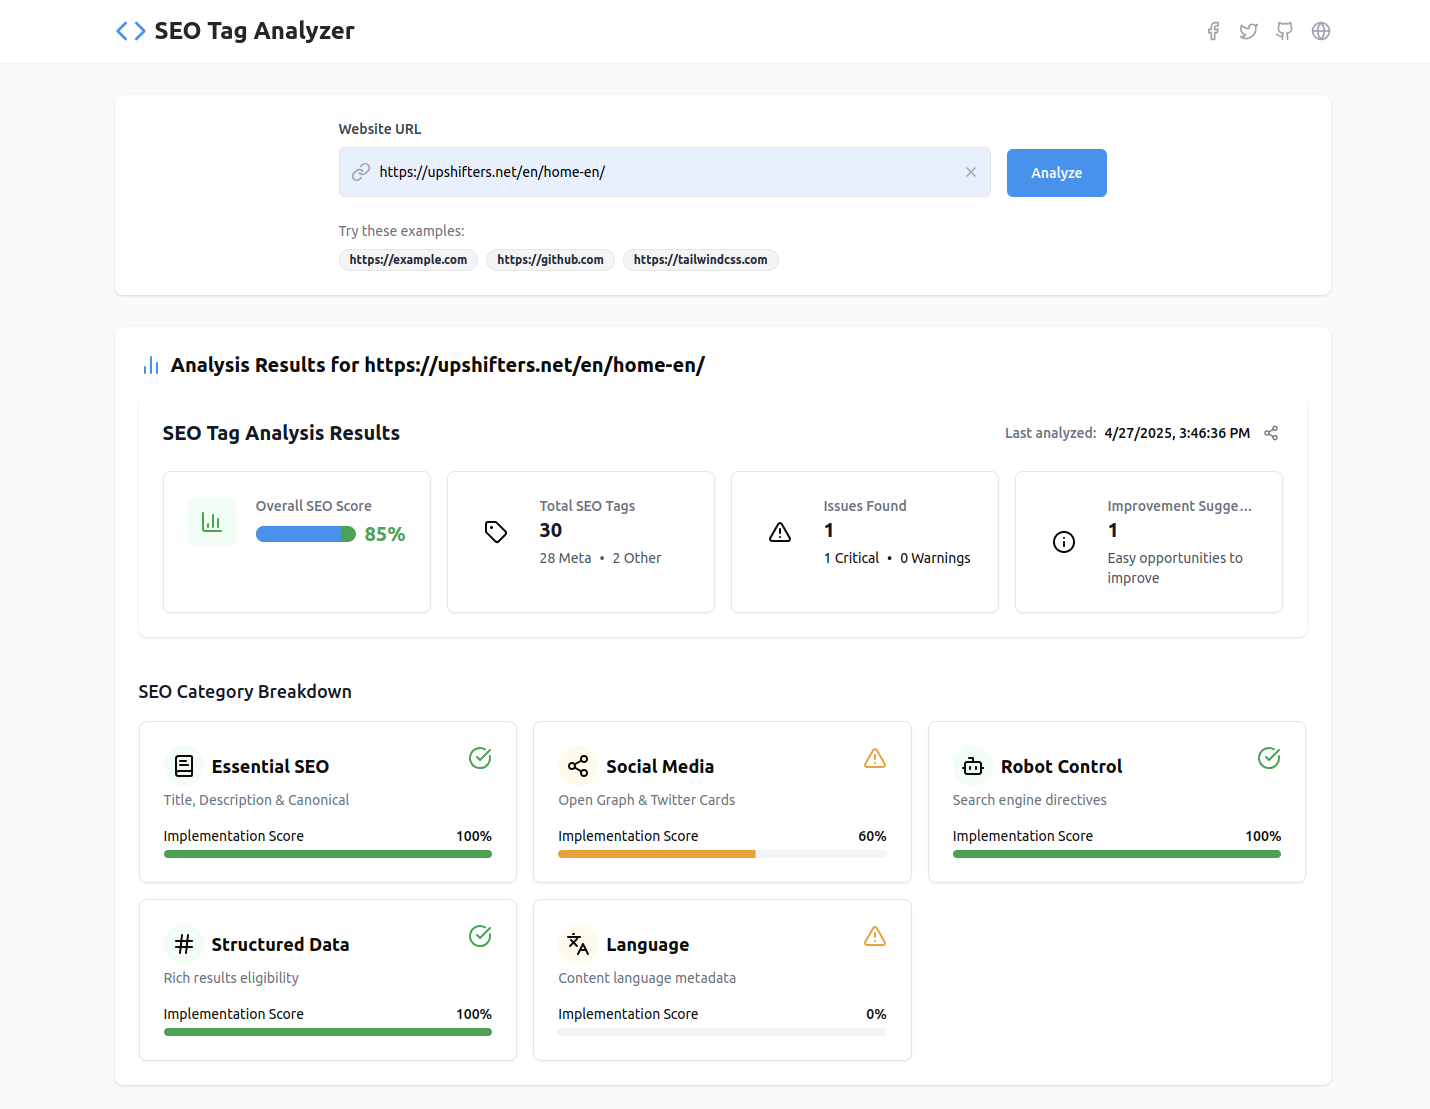 SEO Tag Analyzer
Website URL
https://upshifters.net/en/home-en/
Analyze
Try these examples:
https://example.com https://github.com https://tailwindcss.com
Analysis Results for https://upshifters.net/en/home-en/
SEO Tag Analysis Results
Last analyzed: 4/27/2025, 3:46:36 PM
Overall SEO Score
85%
Total SEO Tags
30
28 Meta • 2 Other
Issues Found
1
1 Critical • 0 Warnings
Improvement Sugge...
1
Easy opportunities to
improve
SEO Category Breakdown
Essential SEO
Title, Description & Canonical
Implementation Score 100%
Social Media
Open Graph & Twitter Cards
Implementation Score 60%
Robot Control
Search engine directives
Implementation Score 100%
Structured Data
Rich results eligibility
Implementation Score 100%
Language
Content language metadata
Implementation Score 0%